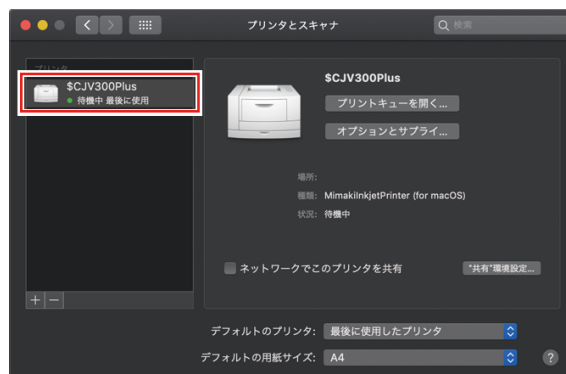 プリンタとスキャナ
検索
プリンタ
$CJV300Plus
待機中 最後に使用
$CJV300Plus
プリントキューを開く...
オプションとサプライ...
場所:
種類: MimakiInkjetPrinter (for macOS)
状況: 待機中
ネットワークでこのプリンタを共有
"共有"環境設定...
+ −
デフォルトのプリンタ: 最後に使用したプリンタ
デフォルトの用紙サイズ: A4
?